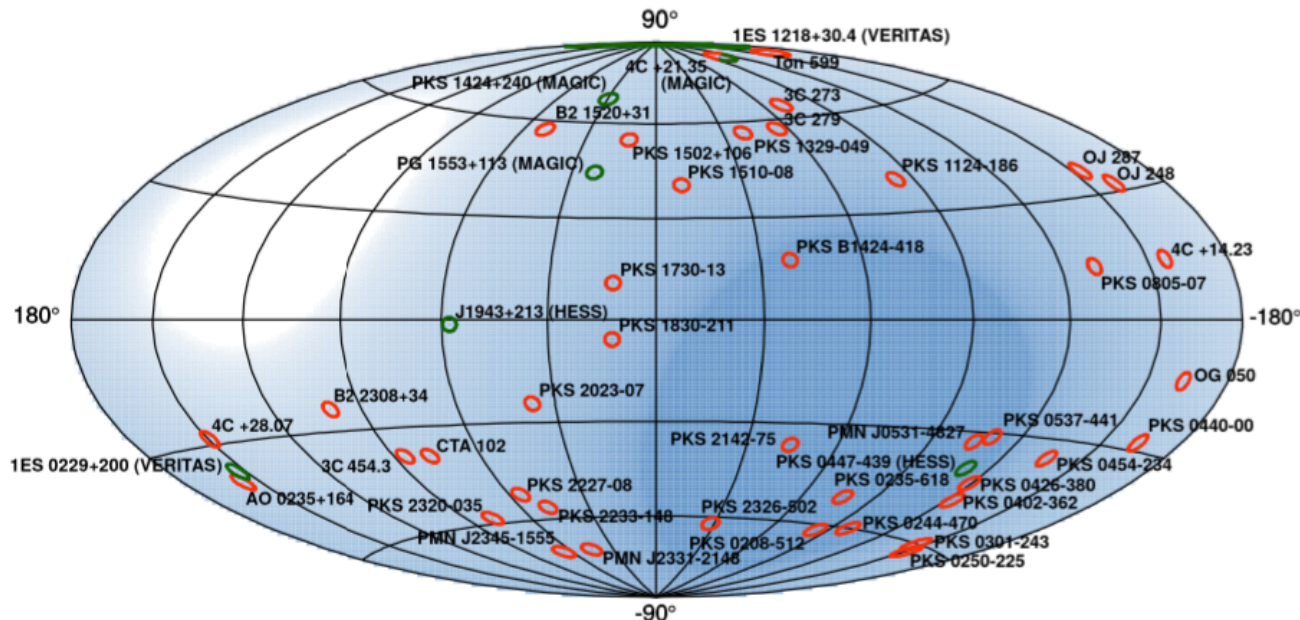 90°
1ES 1218+30.4 (VERITAS)
4C +21.35
(MAGIC)
Ton 599
PKS 1424+240 (MAGIC)
3C 273
B2 1520+31
3C 279
PKS 1502+106
PKS 1329-049
PG 1553+113 (MAGIC)
PKS 1510-08
PKS 1124-186
OJ 287
OJ 248
PKS B1424-418
4C +14.23
PKS 1730-13
PKS 0805-07
180°
J1943+213 (HESS)
-180°
PKS 1830-211
OG 050
B2 2308+34
PKS 2023-07
4C +28.07
PKS 0537-441
PKS 0440-00
PMN J0531-4827
PKS 2142-75
CTA 102
1ES 0229+200 (VERITAS)
3C 454.3
PKS 0447-439 (HESS)
PKS 0454-234
AO 0235+164
PKS 2227-08
PKS 0235-618
PKS 0426-380
PKS 2320-035
PKS 2233-148
PKS 2326-502
PKS 0402-362
PMN J2345-1555
PKS 0208-512
PKS 0244-470
PMN J2331-2148
PKS 0301-243
PKS 0250-225
-90°